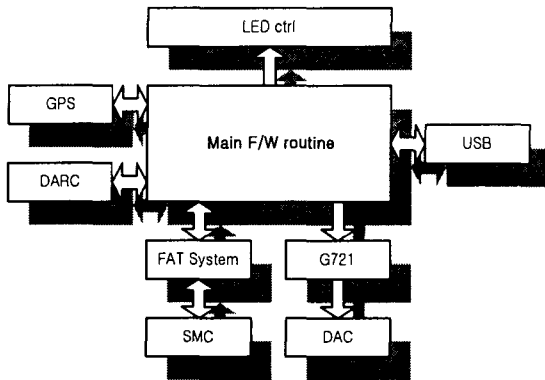 LED ctrl
GPS
Main F/W routine
USB
DARC
FAT System
G721
SMC
DAC